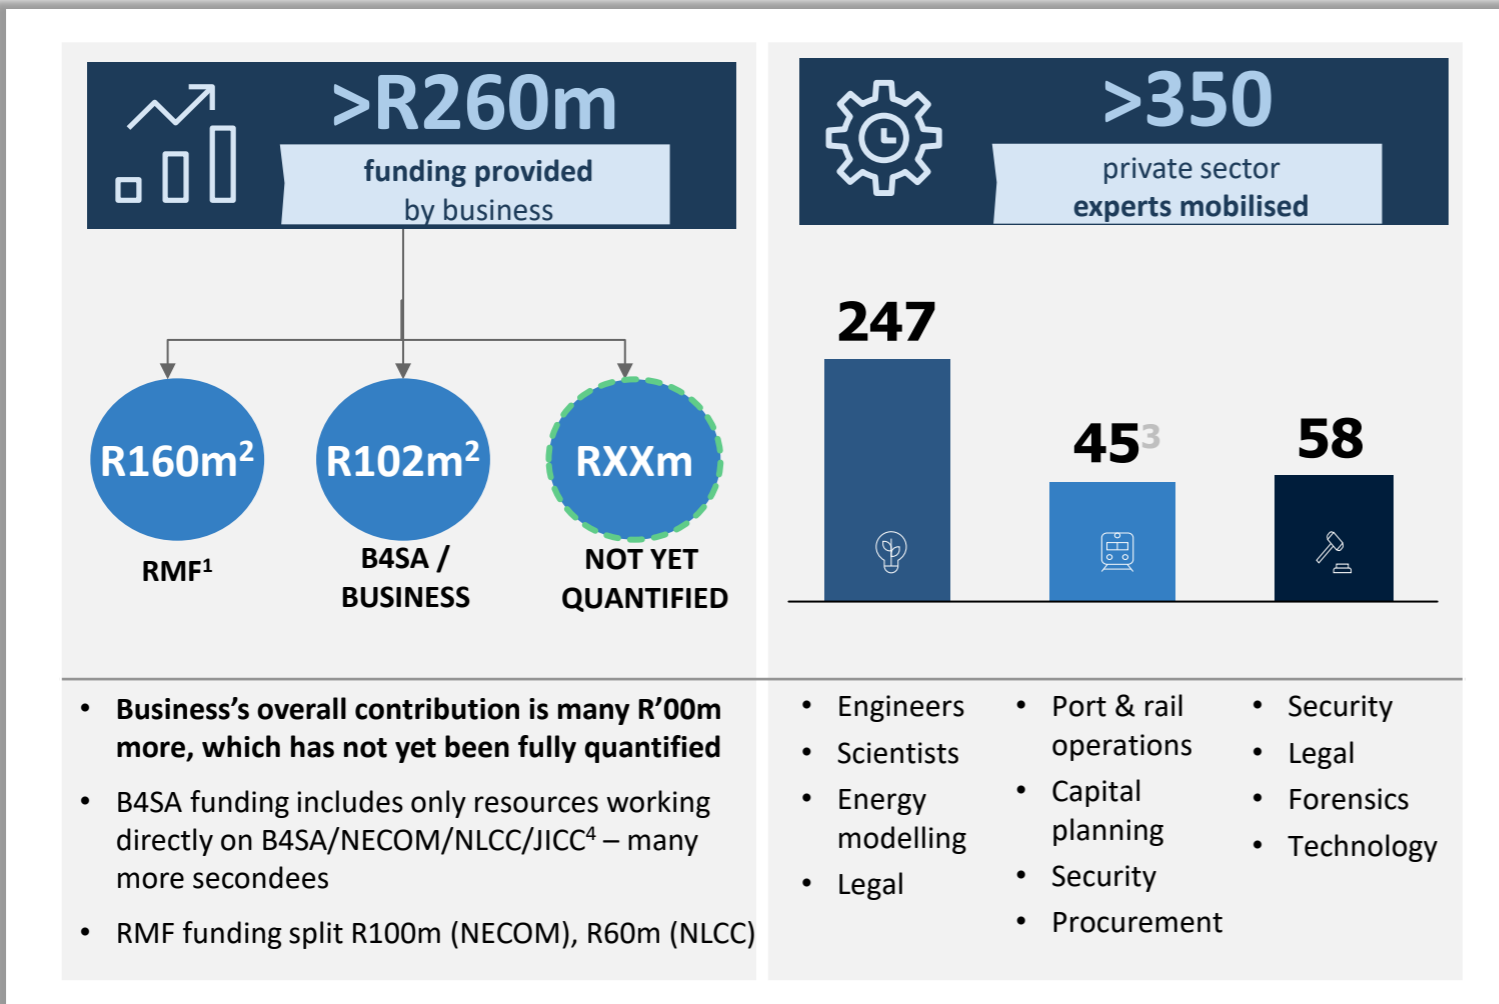 >R260m
funding provided
by business
R160m²
R102m²
RXXm
RMF¹
B4SA /
BUSINESS
NOT YET
QUANTIFIED
• Business’s overall contribution is many R’00m
more, which has not yet been fully quantified
• B4SA funding includes only resources working
directly on B4SA/NECOM/NLCC/JICC⁴ – many
more secondees
• RMF funding split R100m (NECOM), R60m (NLCC)
>350
private sector
experts mobilised
247
45³
58
• Engineers
• Scientists
• Energy
modelling
• Legal
• Port & rail
operations
• Capital
planning
• Security
• Procurement
• Security
• Legal
• Forensics
• Technology